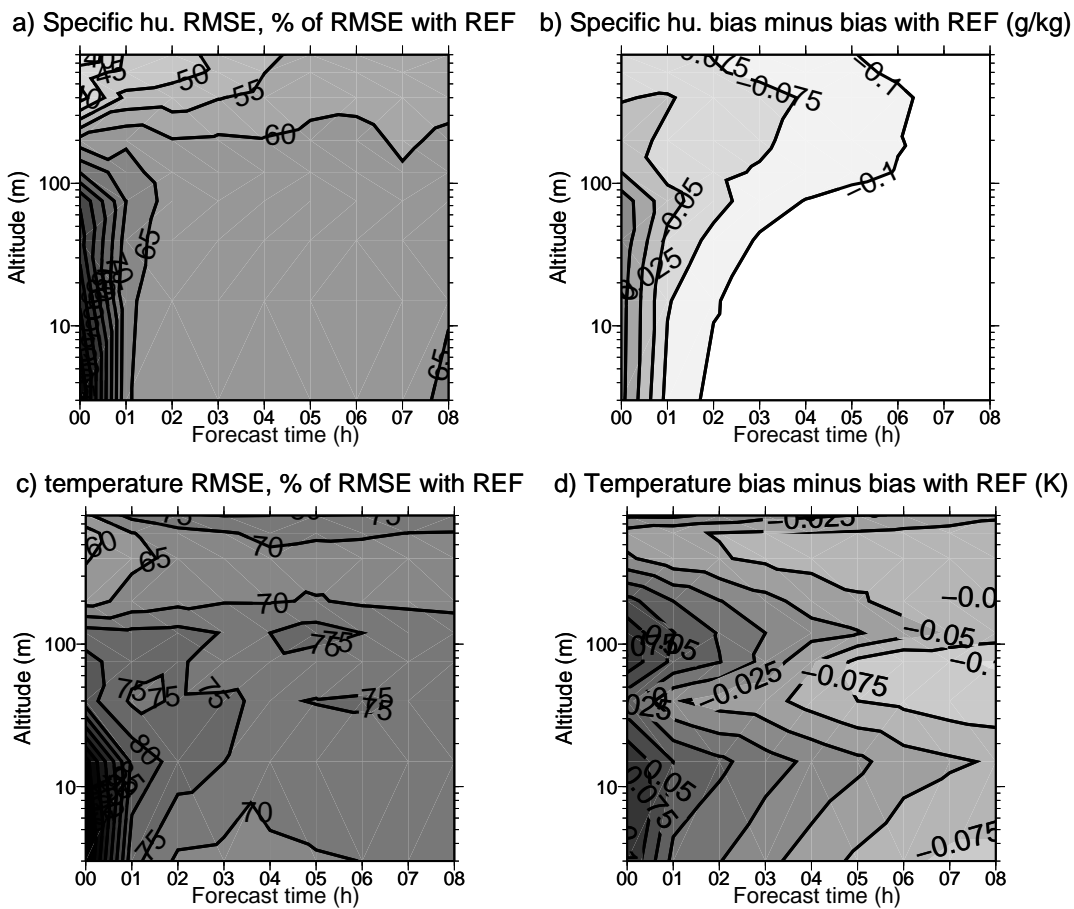 a) Specific hu. RMSE, % of RMSE with REF
b) Specific hu. bias minus bias with REF (g/kg)
45
50
55
60
65
65
Altitude (m)
100
10
00 01 02 03 04 05 06 07 08
Forecast time (h)
−0.075
−0.1
−0.1
−0.05
Altitude (m)
100
10
00 01 02 03 04 05 06 07 08
Forecast time (h)
c) temperature RMSE, % of RMSE with REF
d) Temperature bias minus bias with REF (K)
75
75
60
65
70
70
75
75
75
75
75
75
80
70
75
Altitude (m)
100
10
00 01 02 03 04 05 06 07 08
Forecast time (h)
−0.025
−0.05
−0.025
−0.075
0.05
0.075
−0.075
Altitude (m)
100
10
00 01 02 03 04 05 06 07 08
Forecast time (h)